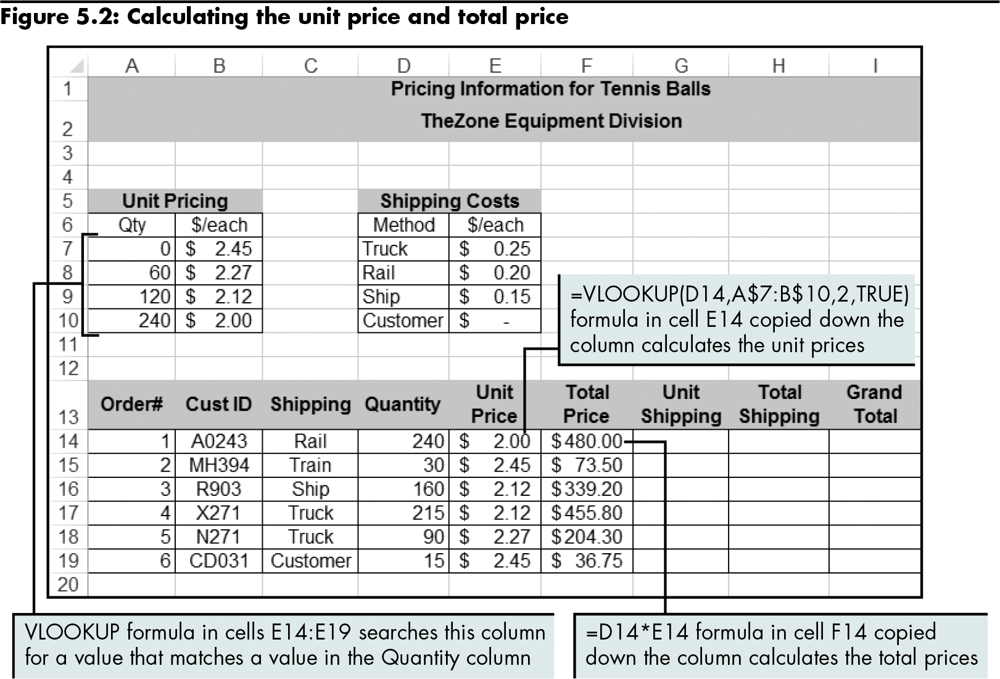 Figure 5.2: Calculating the unit price and total price
A B C D E F G H I
1 Pricing Information for Tennis Balls
2 TheZone Equipment Division
3
4
5 Unit Pricing Shipping Costs
6 Qty $/each Method $/each
7 0 $ 2.45 Truck $ 0.25
8 60 $ 2.27 Rail $ 0.20
9 120 $ 2.12 Ship $ 0.15
10 240 $ 2.00 Customer $ -
=VLOOKUP(D14,A$7:B$10,2,TRUE)
formula in cell E14 copied down the
column calculates the unit prices
11
12
13 Order# Cust ID Shipping Quantity Unit Price Total Price Unit Shipping Total Shipping Grand Total
14 1 A0243 Rail 240 $ 2.00 $480.00
15 2 MH394 Train 30 $ 2.45 $ 73.50
16 3 R903 Ship 160 $ 2.12 $339.20
17 4 X271 Truck 215 $ 2.12 $455.80
18 5 N271 Truck 90 $ 2.27 $204.30
19 6 CD031 Customer 15 $ 2.45 $ 36.75
20
VLOOKUP formula in cells E14:E19 searches this column
for a value that matches a value in the Quantity column
=D14*E14 formula in cell F14 copied
down the column calculates the total prices